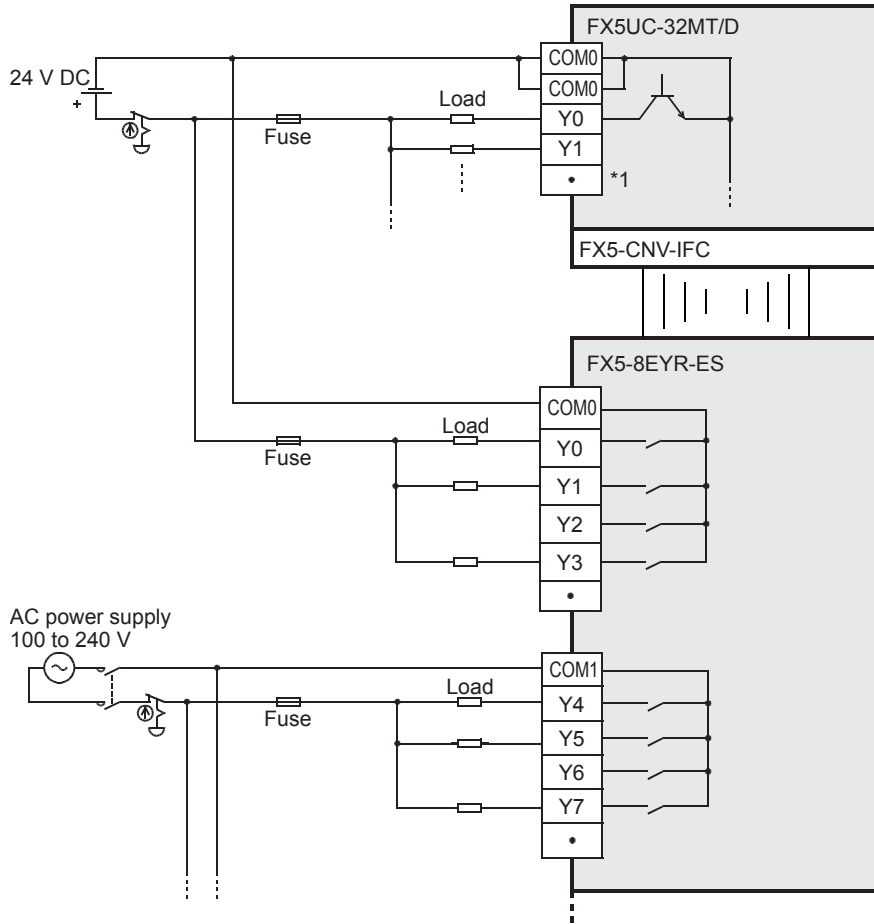 FX5UC-32MT/D
24 V DC
+
COM0
COM0
Load
Y0
Fuse
Y1
*1
FX5-CNV-IFC
FX5-8EYR-ES
COM0
Load
Y0
Fuse
Y1
Y2
Y3
AC power supply
100 to 240 V
COM1
Load
Y4
Fuse
Y5
Y6
Y7